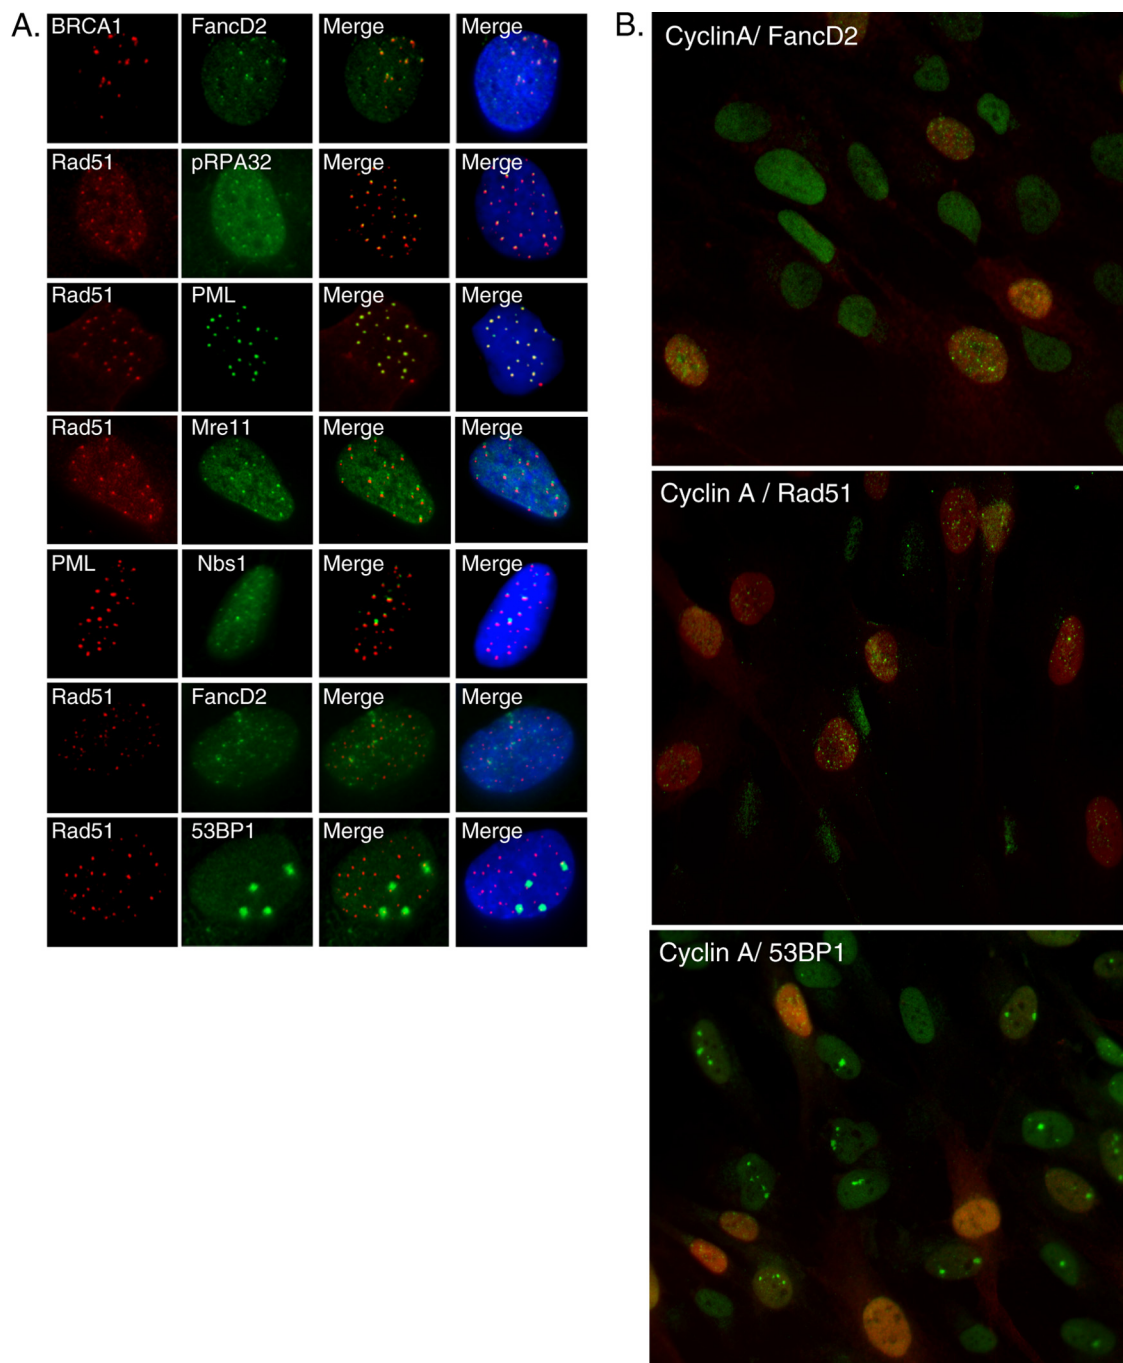 A.
BRCA1 FancD2 Merge Merge
Rad51 pRPA32 Merge Merge
Rad51 PML Merge Merge
Rad51 Mre11 Merge Merge
PML Nbs1 Merge Merge
Rad51 FancD2 Merge Merge
Rad51 53BP1 Merge Merge
B.
CyclinA/ FancD2
Cyclin A / Rad51
Cyclin A/ 53BP1